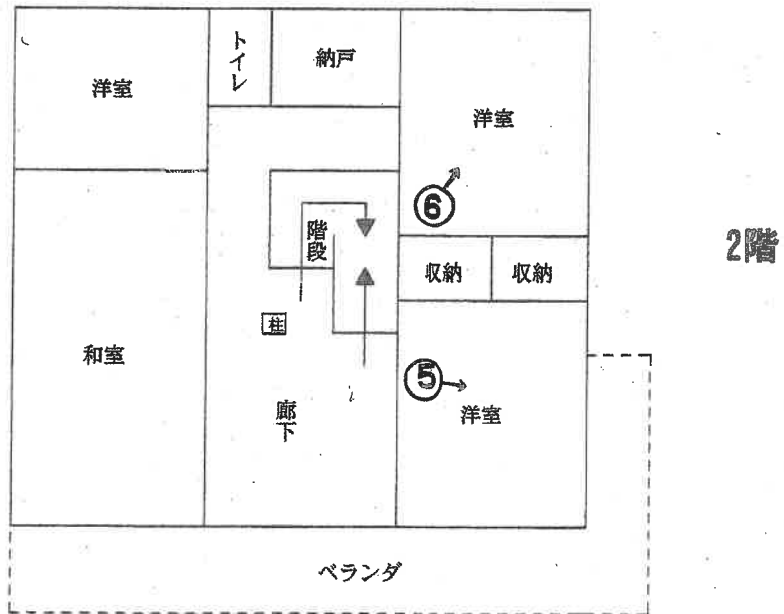 洋室
トイレ
納戸
洋室
⑥
階段
2階
収納
収納
柱
和室
⑤
洋室
廊下
ベランダ